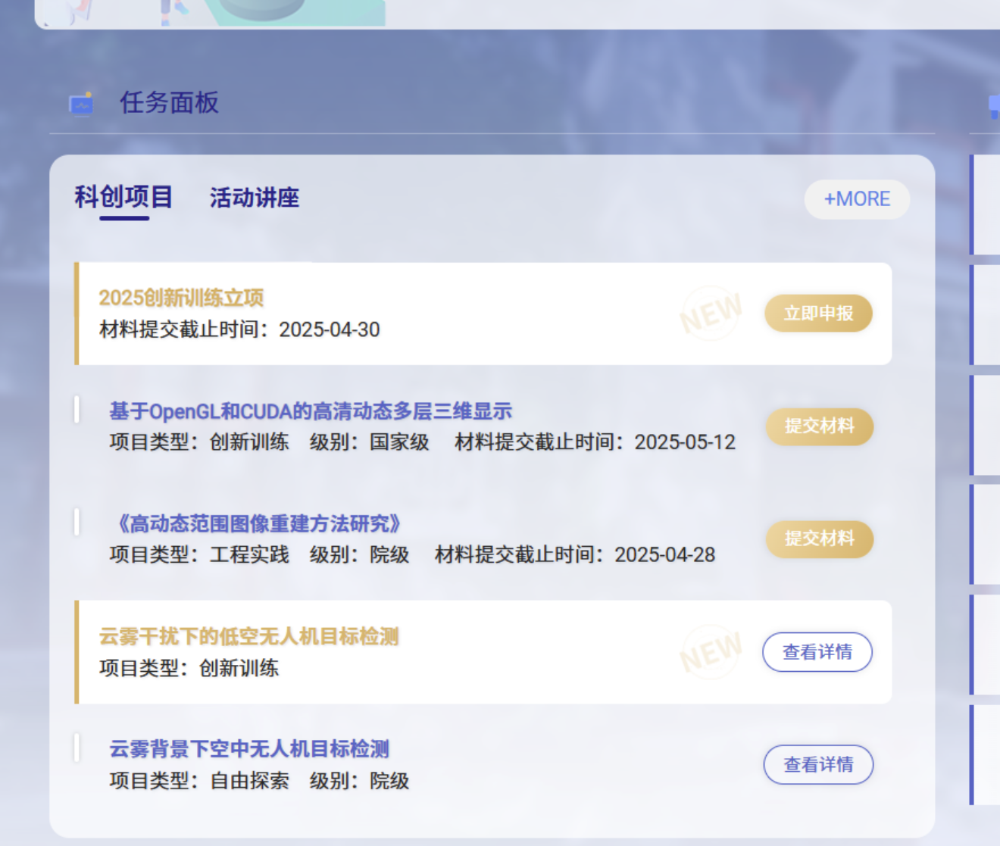 任务面板
科创项目 活动讲座 +MORE
2025创新训练立项
材料提交截止时间：2025-04-30
NEW 立即申报
基于OpenGL和CUDA的高清动态多层三维显示
项目类型：创新训练 级别：国家级 材料提交截止时间：2025-05-12
提交材料
《高动态范围图像重建方法研究》
项目类型：工程实践 级别：院级 材料提交截止时间：2025-04-28
提交材料
云雾干扰下的低空无人机目标检测
项目类型：创新训练
NEW 查看详情
云雾背景下空中无人机目标检测
项目类型：自由探索 级别：院级
查看详情